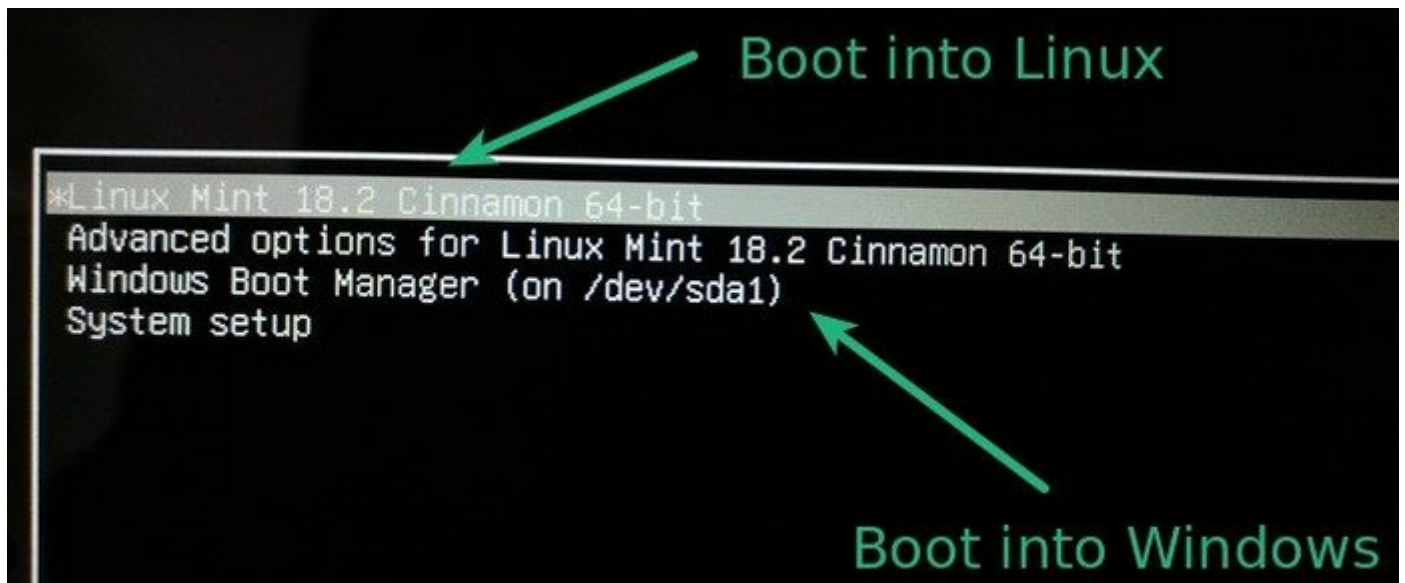 Boot into Linux
*Linux Mint 18.2 Cinnamon 64-bit
Advanced options for Linux Mint 18.2 Cinnamon 64-bit
Windows Boot Manager (on /dev/sda1)
System setup
Boot into Windows